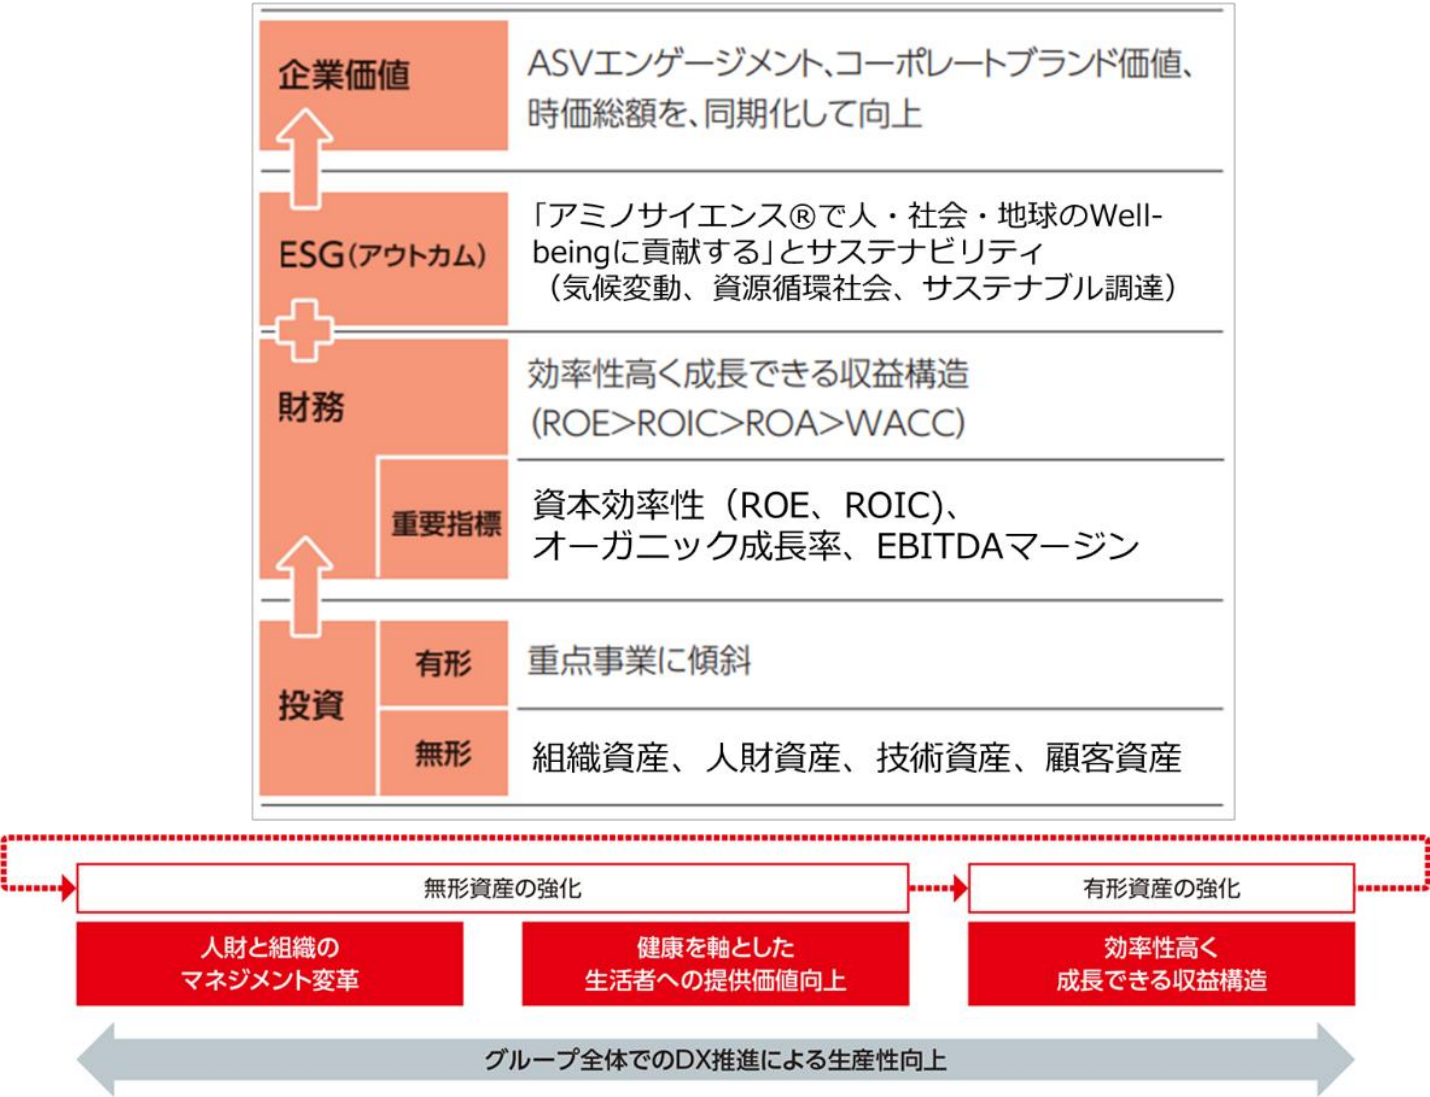 企業価値
ASVエンゲージメント、コーポレートブランド価値、
時価総額を、同期化して向上
ESG(アウトカム)
「アミノサイエンス®で人・社会・地球のWell-
beingに貢献する」とサステナビリティ
（気候変動、資源循環社会、サステナブル調達）
財務
効率性高く成長できる収益構造
(ROE>ROIC>ROA>WACC)
重要指標
資本効率性（ROE、ROIC)、
オーガニック成長率、EBITDAマージン
投資
有形
重点事業に傾斜
無形
組織資産、人財資産、技術資産、顧客資産
無形資産の強化
有形資産の強化
人財と組織の
マネジメント変革
健康を軸とした
生活者への提供価値向上
効率性高く
成長できる収益構造
グループ全体でのDX推進による生産性向上